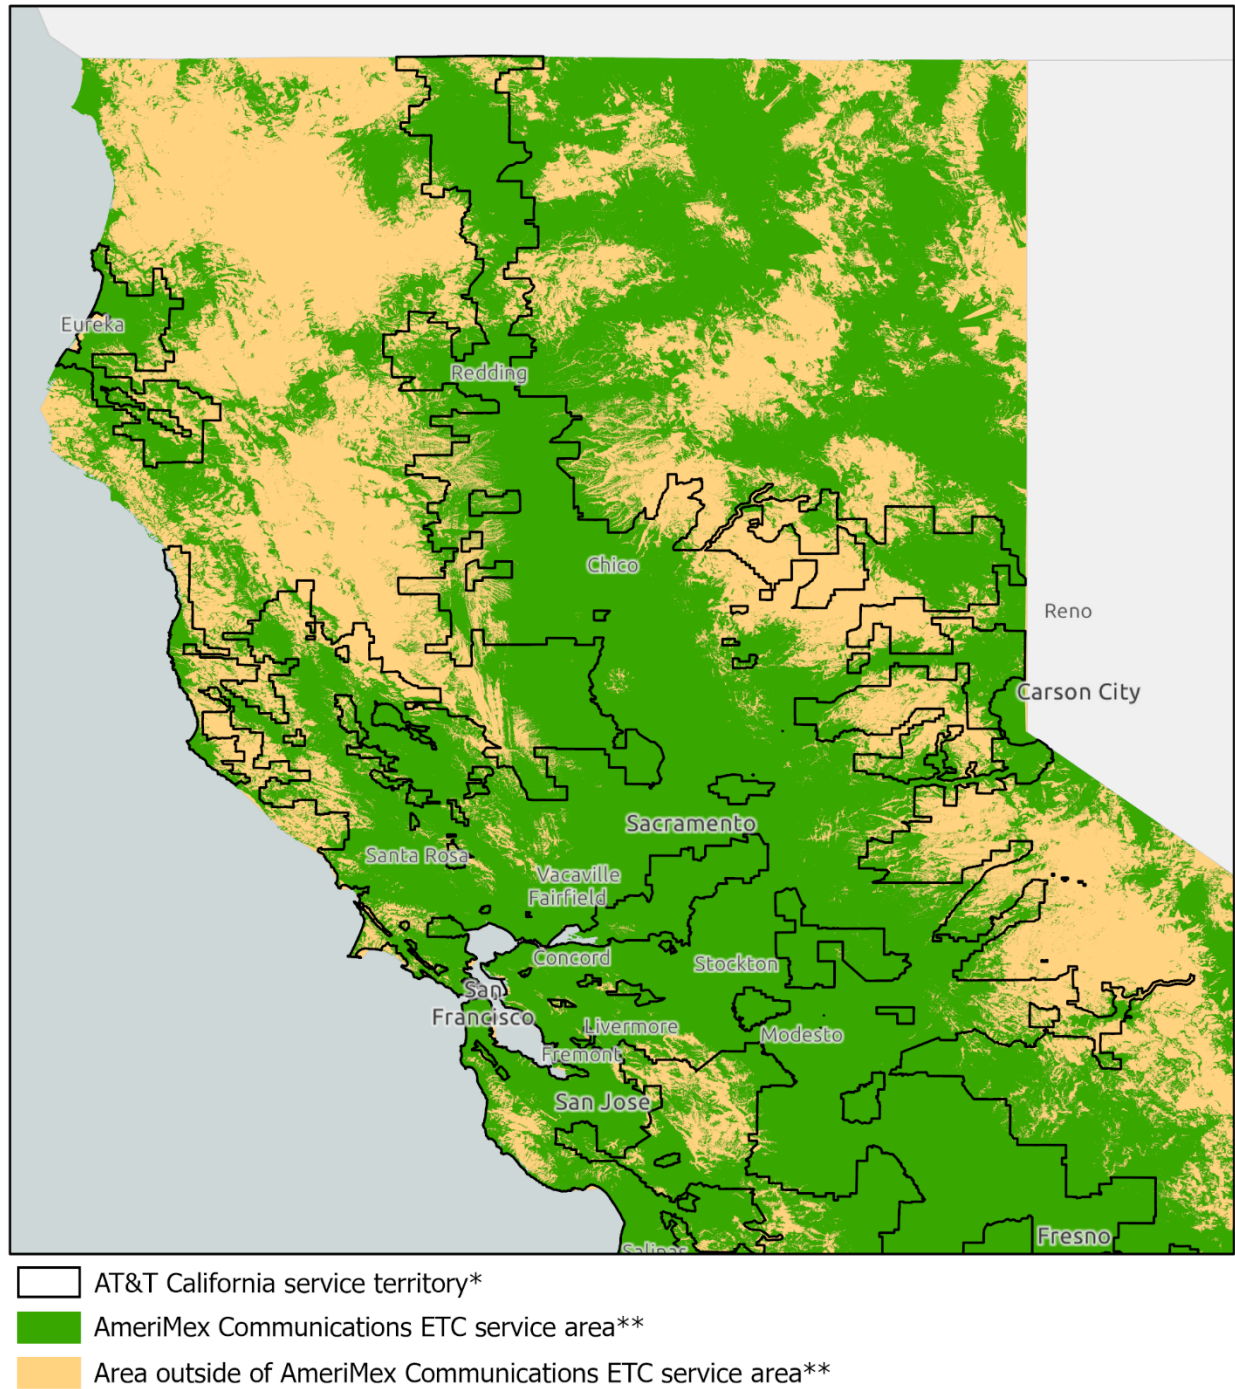 Eureka
Redding
Chico
Reno
Carson City
Sacramento
Santa Rosa
Vacaville
Fairfield
Concord
Stockton
San
Francisco
Livermore
Modesto
Fremont
San Jose
Fresno
Salinas
AT&T California service territory*
AmeriMex Communications ETC service area**
Area outside of AmeriMex Communications ETC service area**